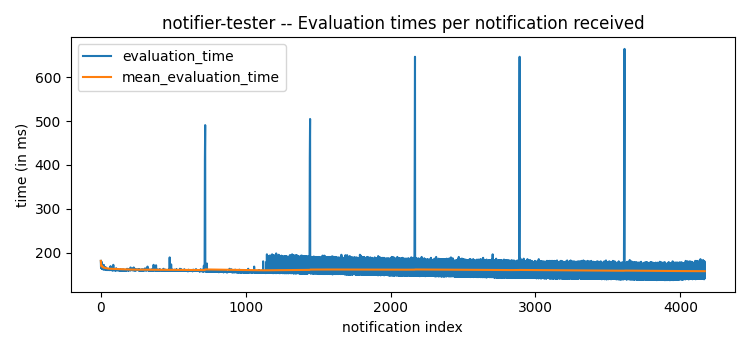 notifier-tester -- Evaluation times per notification received
evaluation_time
mean_evaluation_time
time (in ms)
600
500
400
300
200
0
1000
2000
3000
4000
notification index